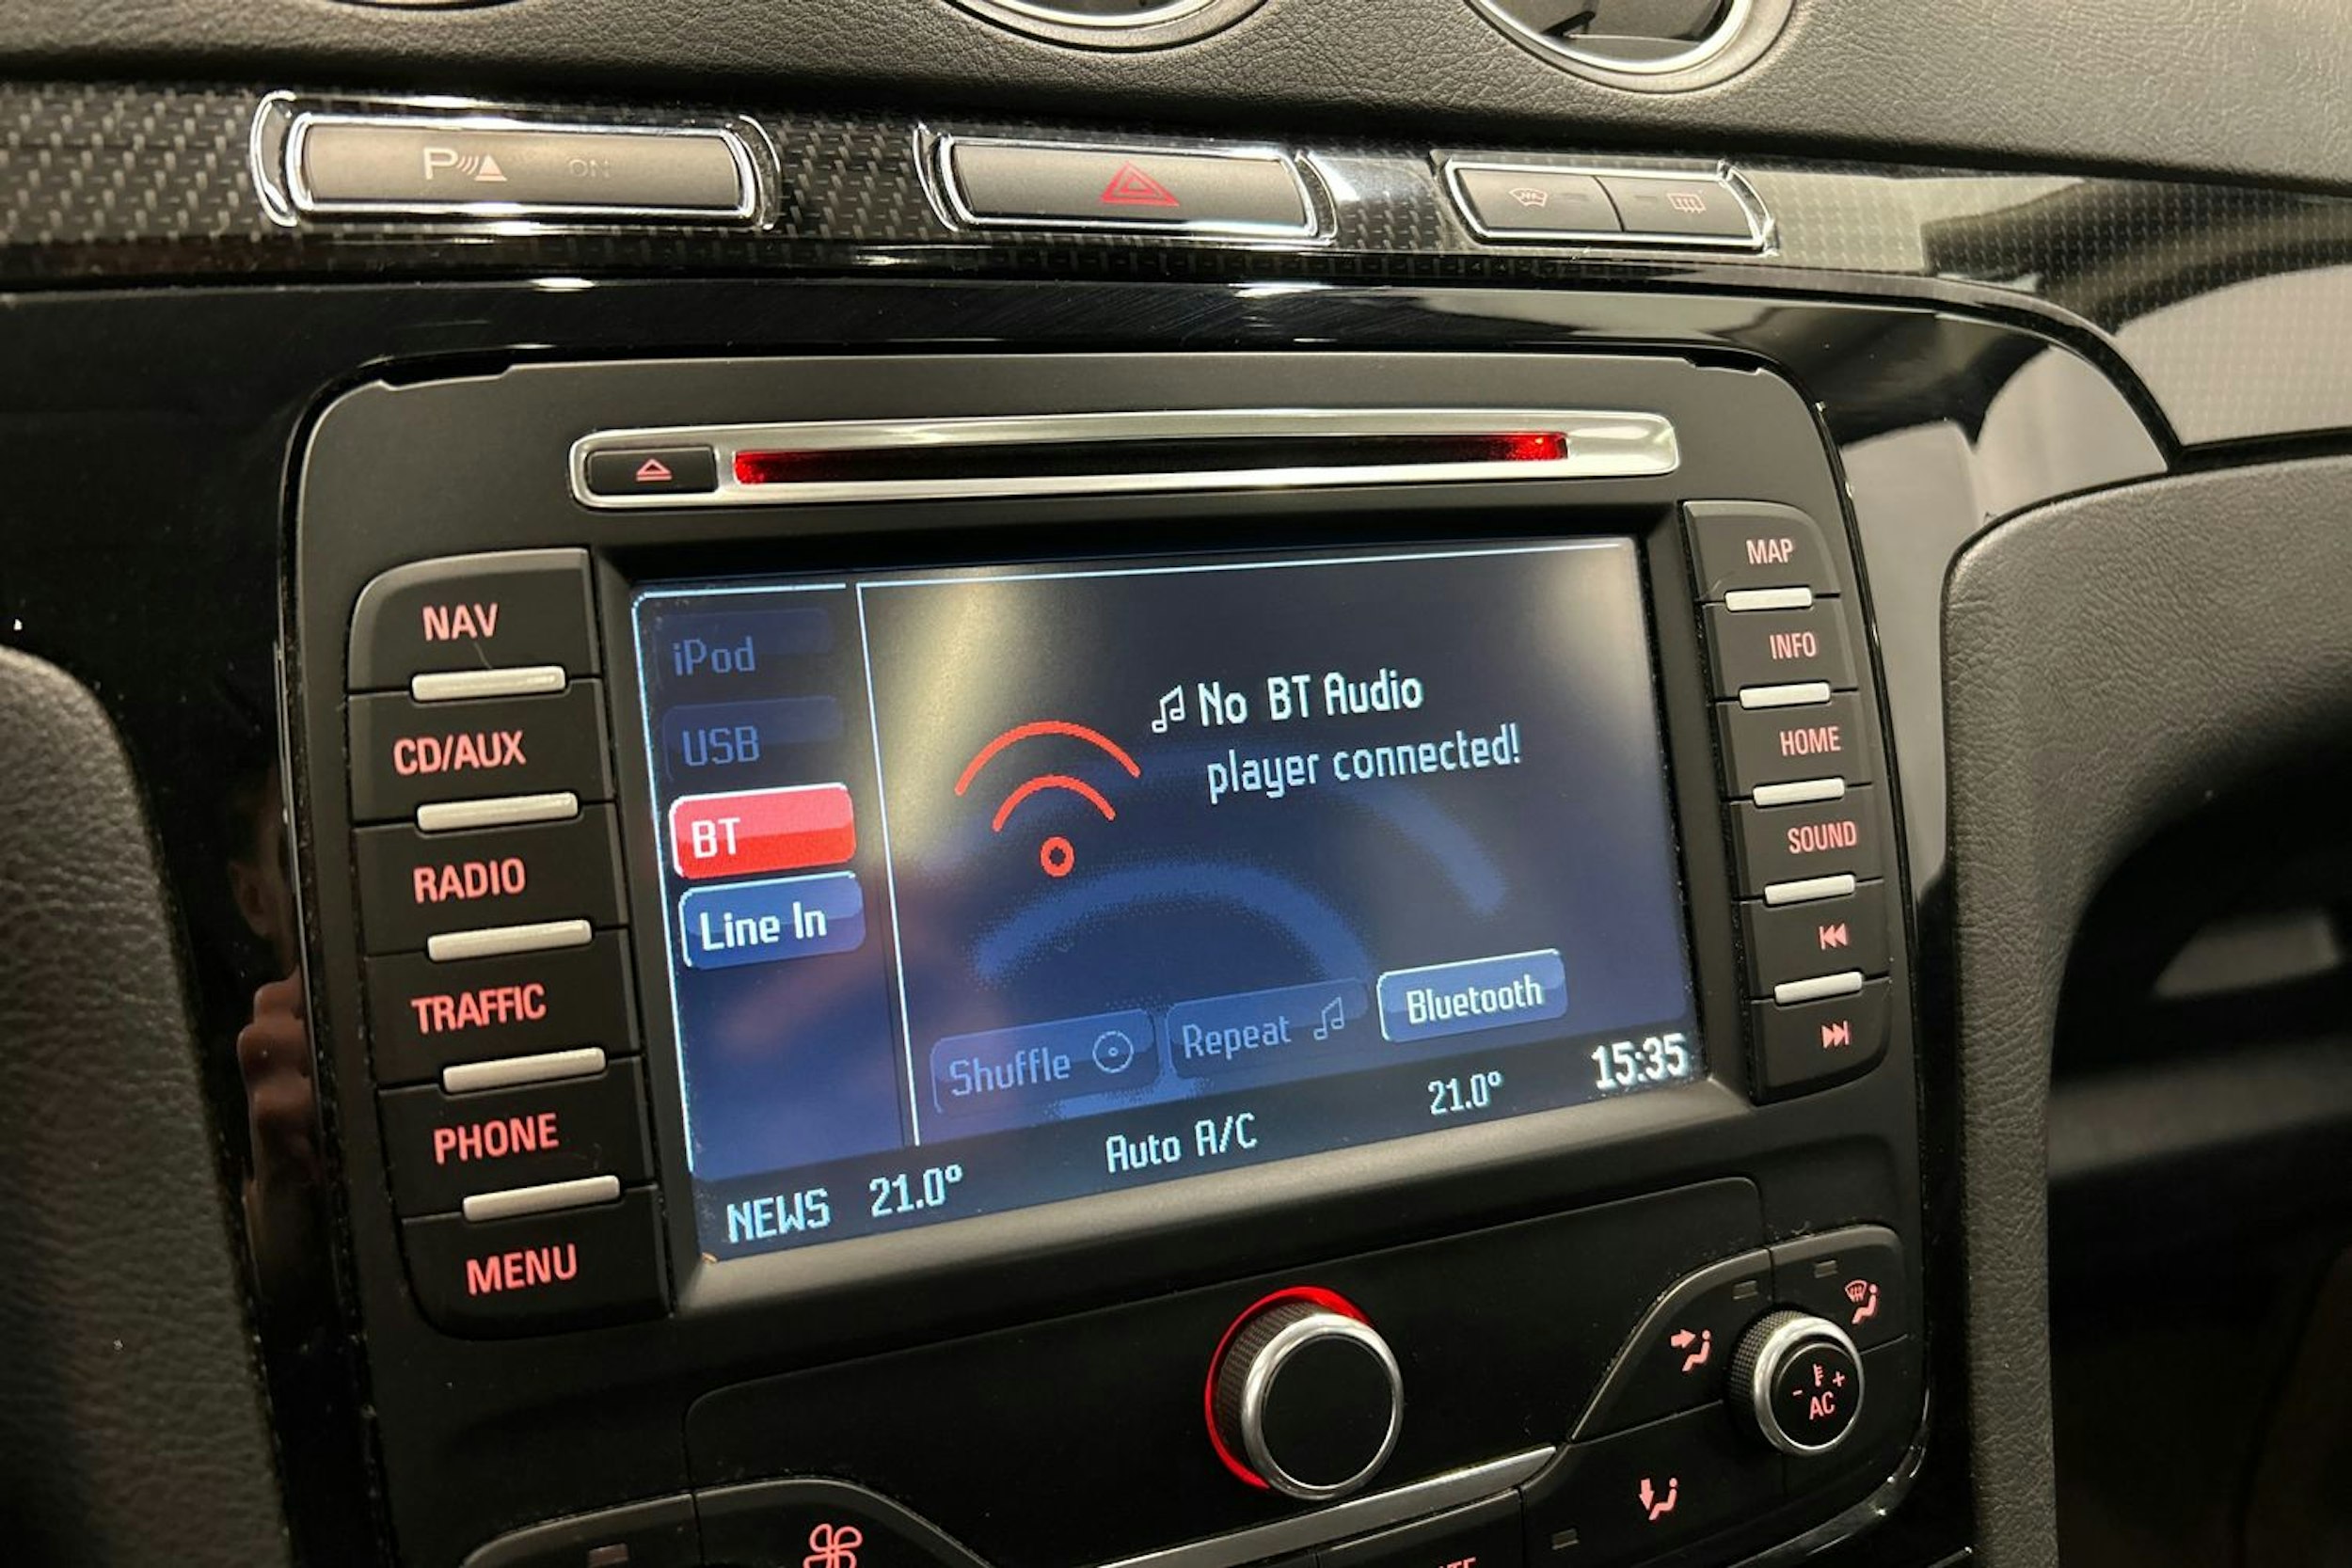 P ON
NAV
CD/AUX
RADIO
TRAFFIC
PHONE
MENU
iPod
USB
BT
Line In
No BT Audio
player connected!
Shuffle
Repeat
Bluetooth
NEWS 21.0° Auto A/C 21.0° 15:35
MAP
INFO
HOME
SOUND
- +
AC